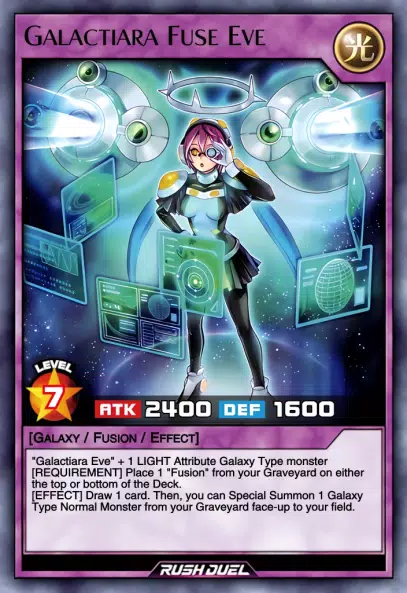 Galactiara Fuse Eve
光
LEVEL
7
ATK 2400 DEF 1600
[Galaxy / Fusion / Effect]
"Galactiara Eve" + 1 LIGHT Attribute Galaxy Type monster
[REQUIREMENT] Place 1 "Fusion" from your Graveyard on either
the top or bottom of the Deck.
[EFFECT] Draw 1 card. Then, you can Special Summon 1 Galaxy
Type Normal Monster from your Graveyard face-up to your field.
RUSH DUEL